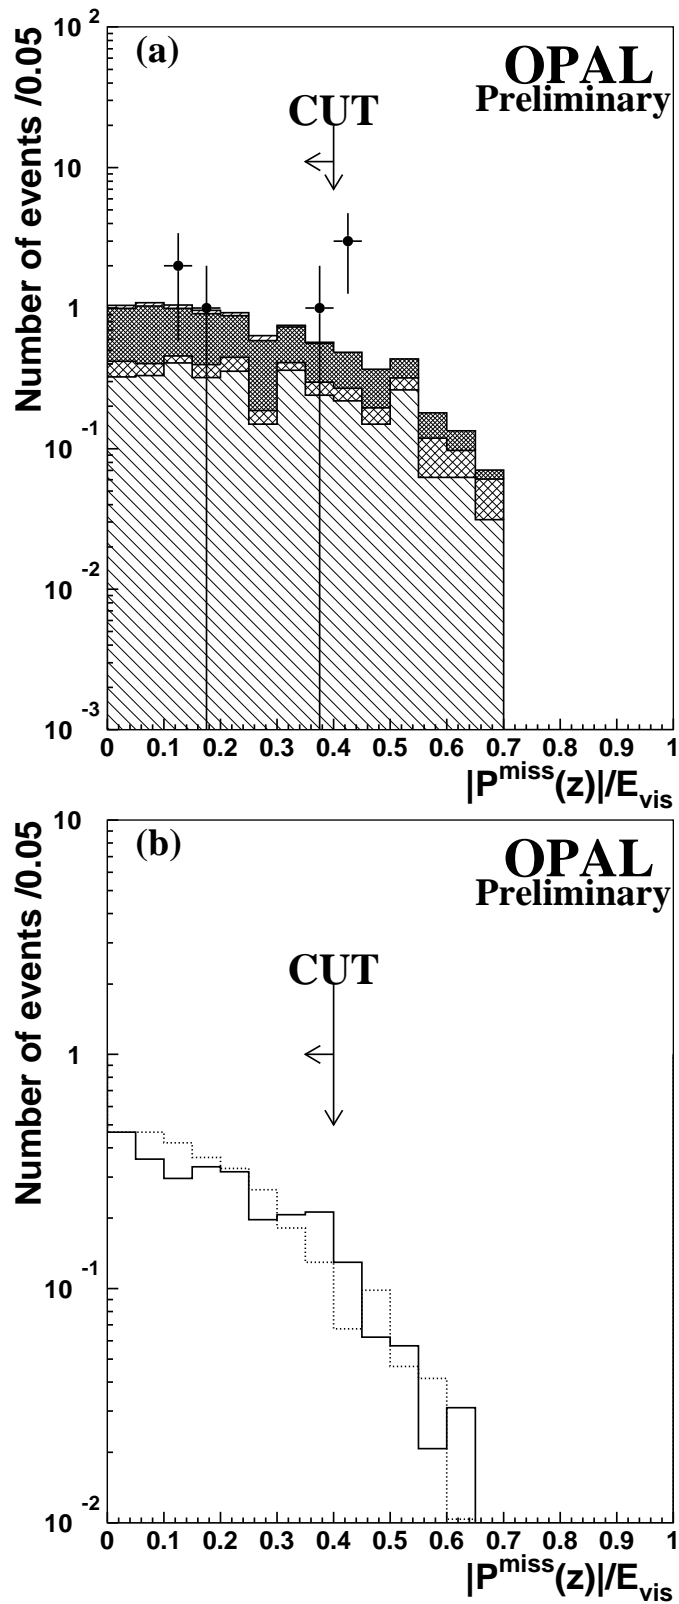 (a)
OPAL
Preliminary
CUT
Number of events /0.05
10^2
10
1
10^-1
10^-2
10^-3
0 0.1 0.2 0.3 0.4 0.5 0.6 0.7 0.8 0.9 1
|P^miss(z)|/E_vis
(b)
OPAL
Preliminary
CUT
Number of events /0.05
10
1
10^-1
10^-2
0 0.1 0.2 0.3 0.4 0.5 0.6 0.7 0.8 0.9 1
|P^miss(z)|/E_vis